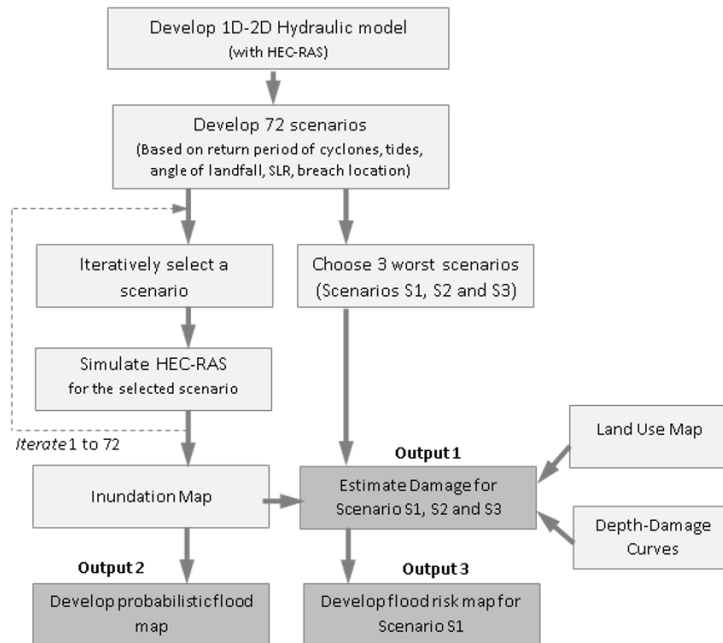 Develop 1D-2D Hydraulic model
(with HEC-RAS)
Develop 72 scenarios
(Based on return period of cyclones, tides,
angle of landfall, SLR, breach location)
Iteratively select a
scenario
Choose 3 worst scenarios
(Scenarios S1, S2 and S3)
Simulate HEC-RAS
for the selected scenario
Iterate 1 to 72
Land Use Map
Output 1
Inundation Map
Estimate Damage for
Scenario S1, S2 and S3
Depth-Damage
Curves
Output 2
Develop probabilistic flood
map
Output 3
Develop flood risk map for
Scenario S1